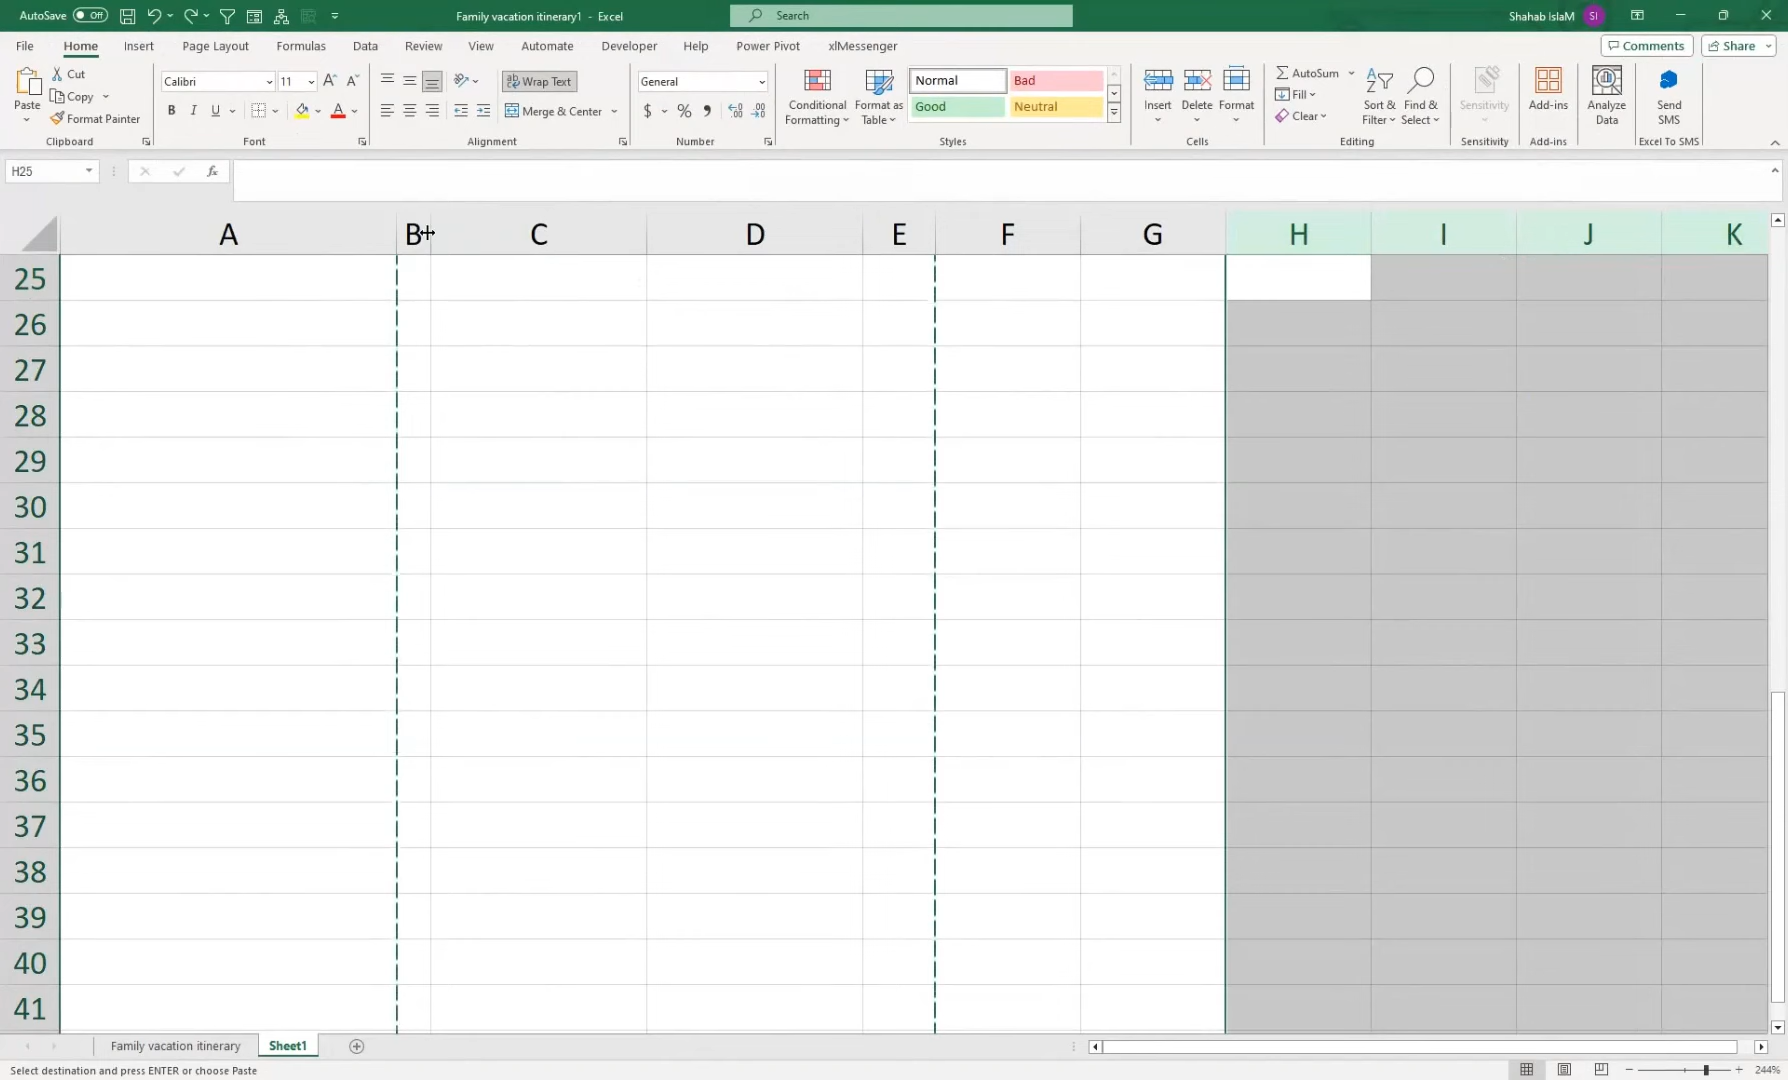 AutoSave Off Family vacation itinerary1 - Excel Search Shahab IslaM SI
File Home Insert Page Layout Formulas Data Review View Automate Developer Help Power Pivot xlMessenger Comments Share
Paste Cut Copy Format Painter Clipboard
Calibri 11 A A B I U A Font
ab Wrap Text Merge & Center Alignment
General $ % , Number
Conditional Formatting Format as Table Normal Bad Good Neutral Styles
Insert Delete Format Cells
AutoSum Fill Clear Sort & Filter Find & Select Editing
Sensitivity Sensitivity
Add-ins Add-ins
Analyze Data
Send SMS Excel To SMS
H25 fx
A B C D E F G H I J K
25
26
27
28
29
30
31
32
33
34
35
36
37
38
39
40
41
Family vacation itinerary Sheet1
Select destination and press ENTER or choose Paste 244%